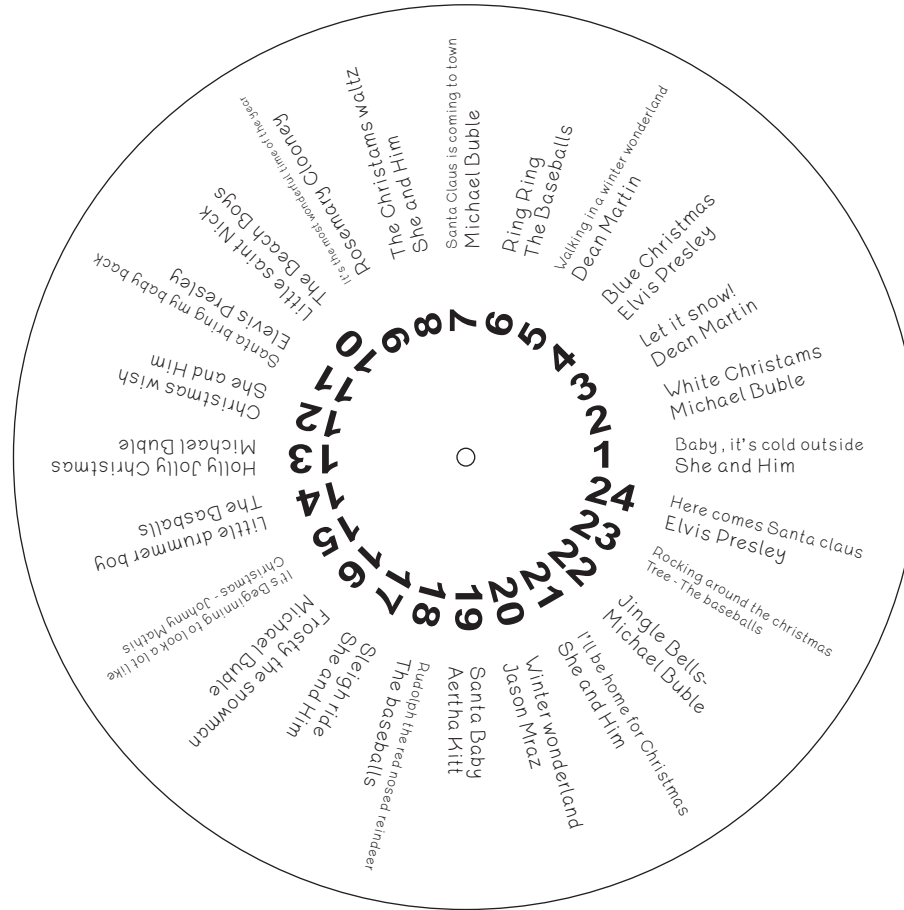 1
Baby, it's cold outside
She and Him
2
White Christams
Michael Buble
3
Let it snow!
Dean Martin
4
Blue Christmas
Elvis Presley
5
Walking in a winter wonderland
Dean Martin
6
Ring Ring
The Baseballs
7
Santa Claus is coming to town
Michael Buble
8
The Christams waltz
She and Him
9
It's the most wonderful time of the year
Rosemary Clooney
10
Little saint Nick
The Beach Boys
11
Santa bring my baby back
Elevis Presley
12
Christmas wish
She and Him
13
Holly Jolly Christmas
Michael Buble
14
Little drummer boy
The Basballs
15
It's Beginning to look a lot like
Christmas - Johnny Mathis
16
Frosty the snowman
Michael Buble
17
Sleigh ride
She and Him
18
Rudolph the red nosed reindeer
The baseballs
19
Santa Baby
Aertha Kitt
20
Winter wonderland
Jason Mraz
21
I'll be home for Christmas
She and Him
22
Jingle Bells-
Michael Buble
23
Rocking around the christmas
Tree - The baseballs
24
Here comes Santa claus
Elvis Presley